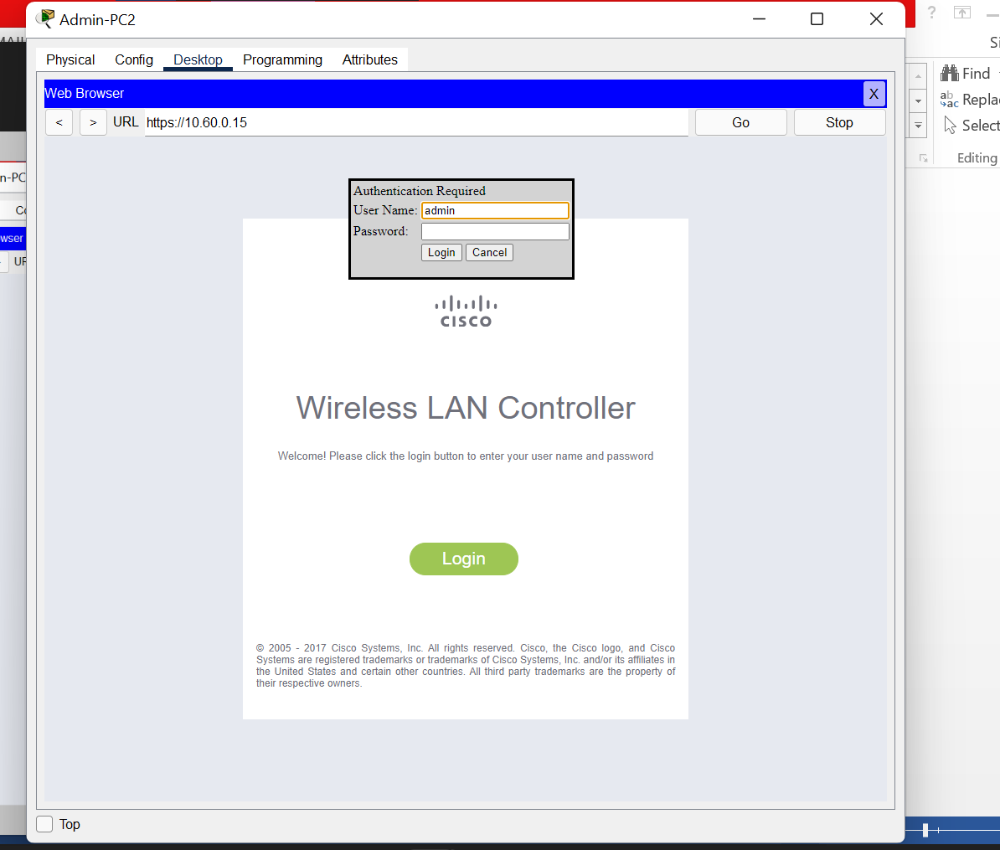 Admin-PC2
?
Physical Config Desktop Programming Attributes
Web Browser X
< > URL https://10.60.0.15 Go Stop
Authentication Required
User Name: admin
Password:
Login Cancel
CISCO
Wireless LAN Controller
Welcome! Please click the login button to enter your user name and password
Login
© 2005 - 2017 Cisco Systems, Inc. All rights reserved. Cisco, the Cisco logo, and Cisco
Systems are registered trademarks or trademarks of Cisco Systems, Inc. and/or its affiliates in
the United States and certain other countries. All third party trademarks are the property of
their respective owners.
Top
n-PC
wser
Find
ab
ac
Replac
Select
Editing